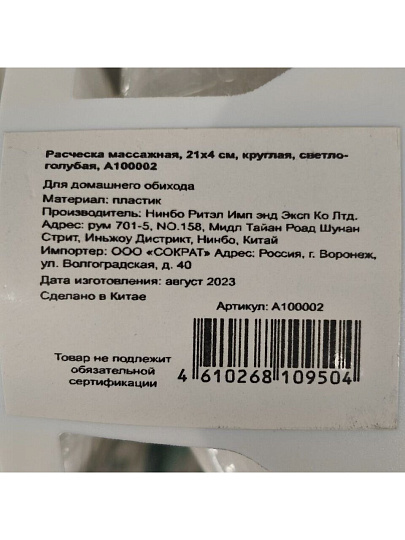 Расческа массажная, 21х4 см, круглая, светло-
голубая, А100002
Для домашнего обихода
Материал: пластик
Производитель: Нинбо Ритэл Имп энд Эксп Ко Лтд.
Адрес: рум 701-5, NO.158, Мидл Тайан Роад Шунан
Стрит, Иньжоу Дистрикт, Нинбо, Китай
Импортер: ООО «СОКРАТ» Адрес: Россия, г. Воронеж,
ул. Волгоградская, д. 40
Дата изготовления: август 2023
Сделано в Китае
Артикул: А100002
Товар не подлежит
обязательной
сертификации
4 610268 109504